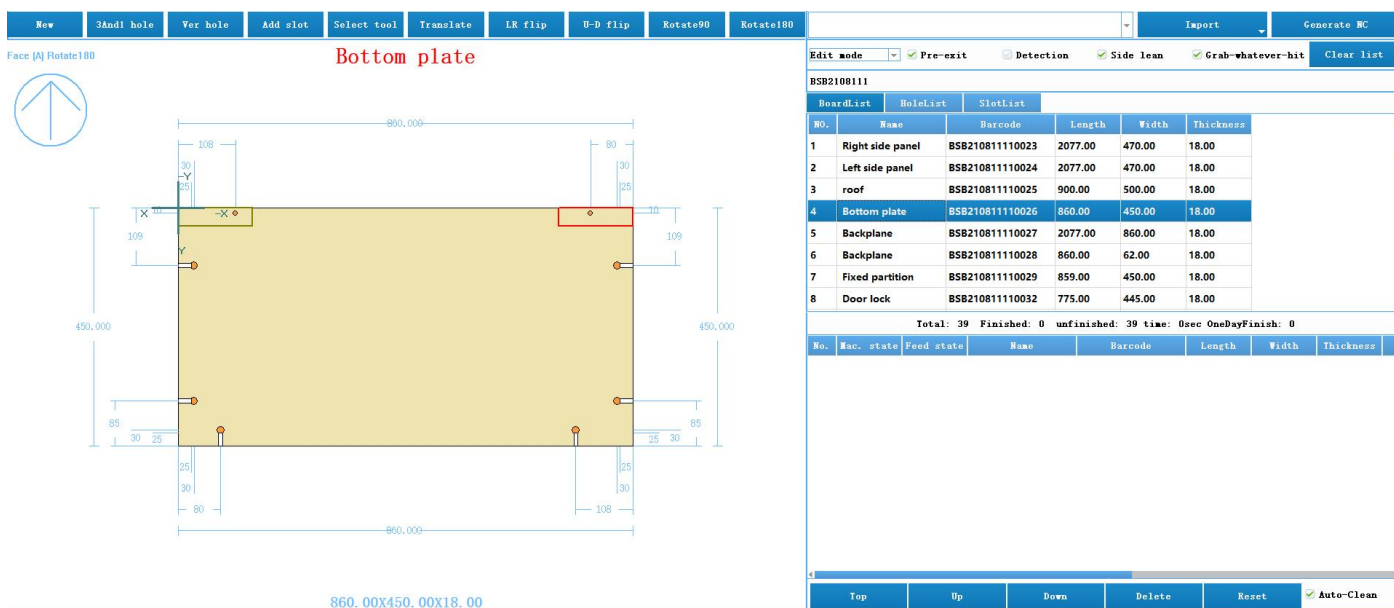 New 3And1 hole Ver hole Add slot Select tool Translate LR flip U-D flip Rotate90 Rotate180 Import Generate NC
Face (A) Rotate180
Bottom plate
Edit mode Pre-exit Detection Side lean Grab-whatever-hit Clear list
BSB2108111
BoardList HoleList SlotList
NO. Name Barcode Length Width Thickness
1 Right side panel BSB210811110023 2077.00 470.00 18.00
2 Left side panel BSB210811110024 2077.00 470.00 18.00
3 roof BSB210811110025 900.00 500.00 18.00
4 Bottom plate BSB210811110026 860.00 450.00 18.00
5 Backplane BSB210811110027 2077.00 860.00 18.00
6 Backplane BSB210811110028 860.00 62.00 18.00
7 Fixed partition BSB210811110029 859.00 450.00 18.00
8 Door lock BSB210811110032 775.00 445.00 18.00
Total: 39 Finished: 0 unfinished: 39 time: 0sec OneDayFinish: 0
No. Mac. state Feed state Name Barcode Length Width Thickness
860.000
108 80
30 30
-Y
25 25
X 10 -X 10
109 109
Y
450.000 450.000
85 85
30 25 25 30
25 25
30 30
80 108
860.000
860.00X450.00X18.00
Top Up Down Delete Reset Auto-Clean